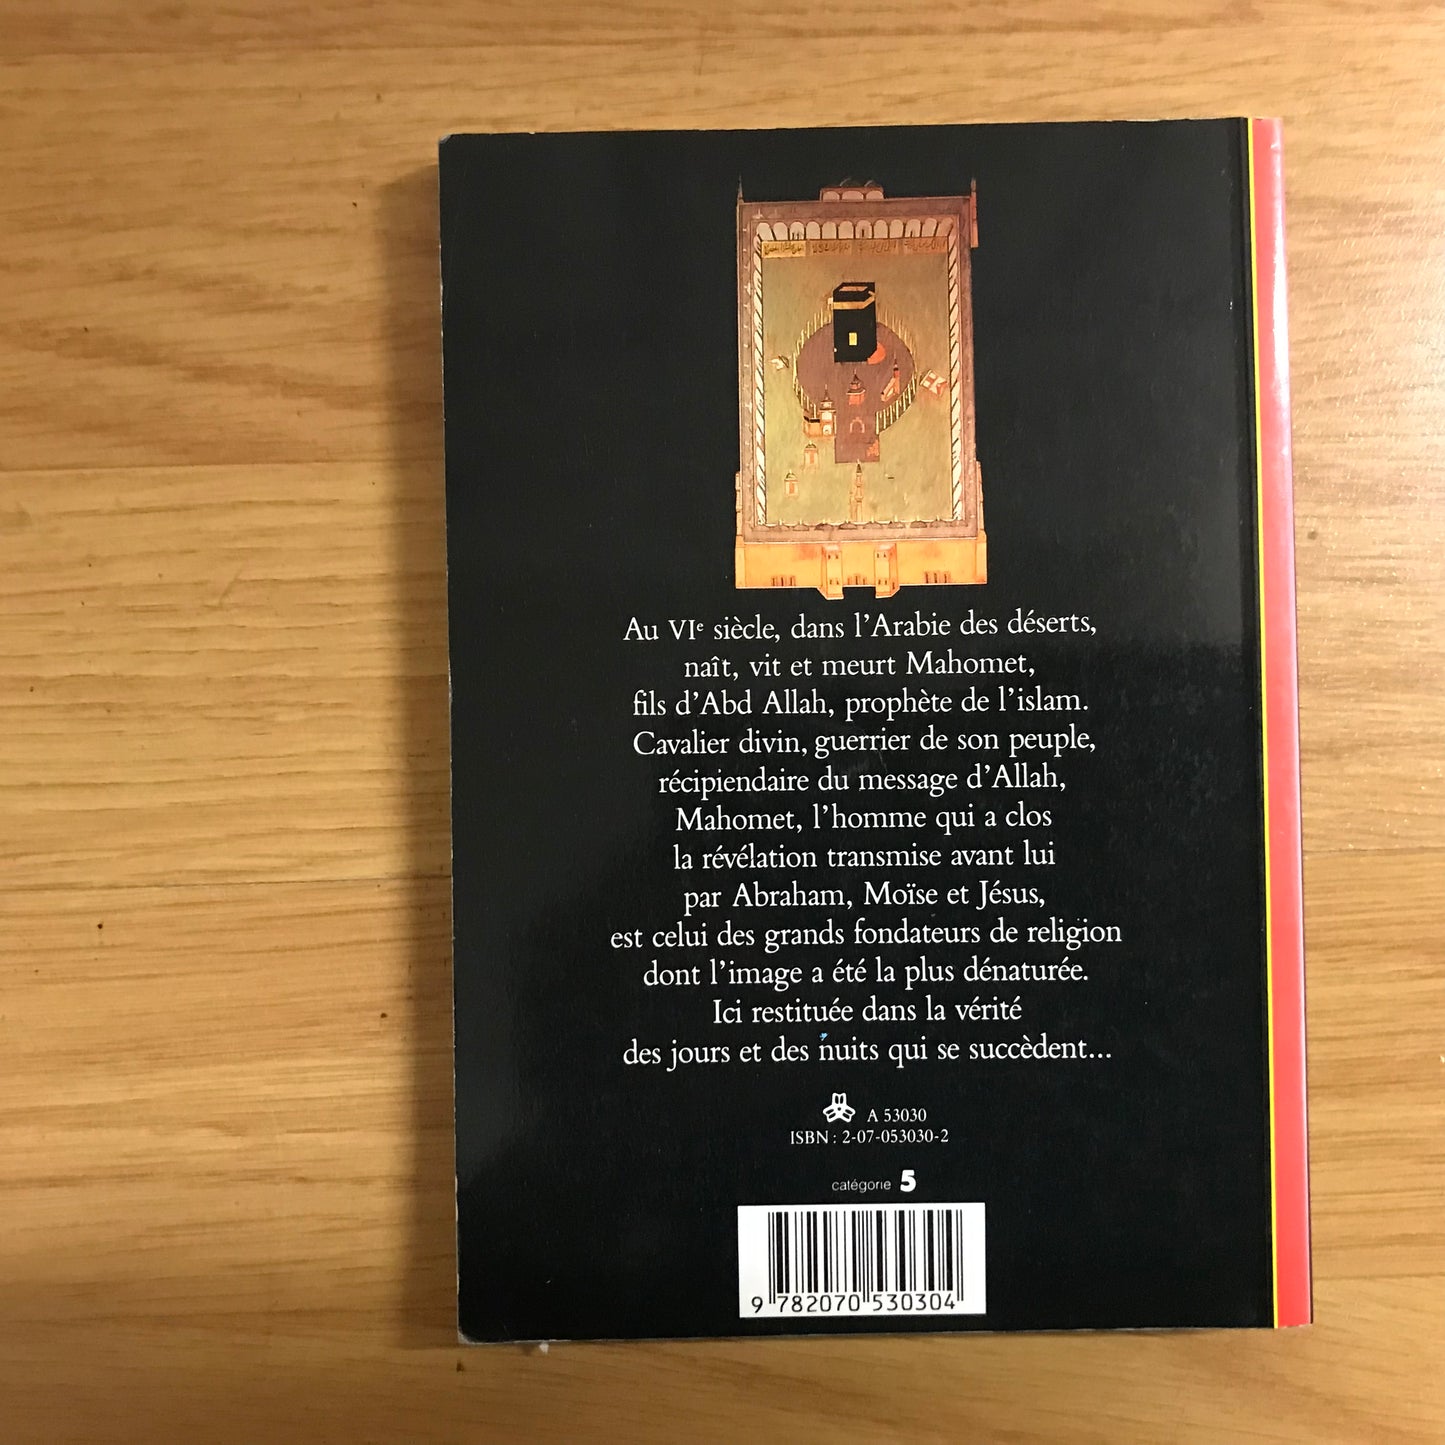 Au VIe siècle, dans l'Arabie des déserts,
naît, vit et meurt Mahomet,
fils d'Abd Allah, prophète de l'islam.
Cavalier divin, guerrier de son peuple,
récipiendaire du message d'Allah,
Mahomet, l'homme qui a clos
la révélation transmise avant lui
par Abraham, Moïse et Jésus,
est celui des grands fondateurs de religion
dont l'image a été la plus dénaturée.
Ici restituée dans la vérité
des jours et des nuits qui se succèdent...
A 53030
ISBN : 2-07-053030-2
catégorie 5
9 782070 530304